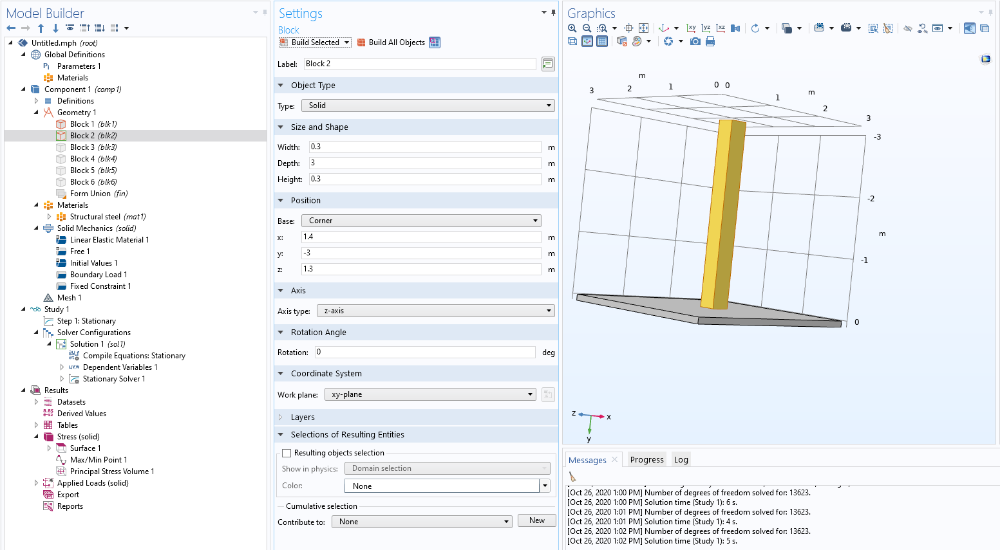 Model Builder
Untitled.mph (root)
Global Definitions
Pi Parameters 1
Materials
Component 1 (comp1)
Definitions
Geometry 1
Block 1 (blk1)
Block 2 (blk2)
Block 3 (blk3)
Block 4 (blk4)
Block 5 (blk5)
Block 6 (blk6)
Form Union (fin)
Materials
Structural steel (mat1)
Solid Mechanics (solid)
Linear Elastic Material 1
Free 1
Initial Values 1
Boundary Load 1
Fixed Constraint 1
Mesh 1
Study 1
Step 1: Stationary
Solver Configurations
Solution 1 (sol1)
Compile Equations: Stationary
u,v,w Dependent Variables 1
Stationary Solver 1
Results
Datasets
8.85
e-12 Derived Values
Tables
Stress (solid)
Surface 1
Max/Min Point 1
Principal Stress Volume 1
Applied Loads (solid)
Export
Reports
Settings
Block
Build Selected
Build All Objects
Label: Block 2
Object Type
Type: Solid
Size and Shape
Width: 0.3 m
Depth: 3 m
Height: 0.3 m
Position
Base: Corner
x: 1.4 m
y: -3 m
z: 1.3 m
Axis
Axis type: z-axis
Rotation Angle
Rotation: 0 deg
Coordinate System
Work plane: xy-plane
Layers
Selections of Resulting Entities
Resulting objects selection
Show in physics: Domain selection
Color: None
Cumulative selection
Contribute to: None New
Graphics
xy yz xz
m
3 2 1 0 0
m
1
2
3
-3
-2
m
-1
0
z x
y
Messages Progress Log
[Oct 26, 2020 1:00 PM] Number of degrees of freedom solved for: 13623.
[Oct 26, 2020 1:00 PM] Solution time (Study 1): 6 s.
[Oct 26, 2020 1:01 PM] Number of degrees of freedom solved for: 13623.
[Oct 26, 2020 1:01 PM] Solution time (Study 1): 4 s.
[Oct 26, 2020 1:02 PM] Number of degrees of freedom solved for: 13623.
[Oct 26, 2020 1:02 PM] Solution time (Study 1): 5 s.